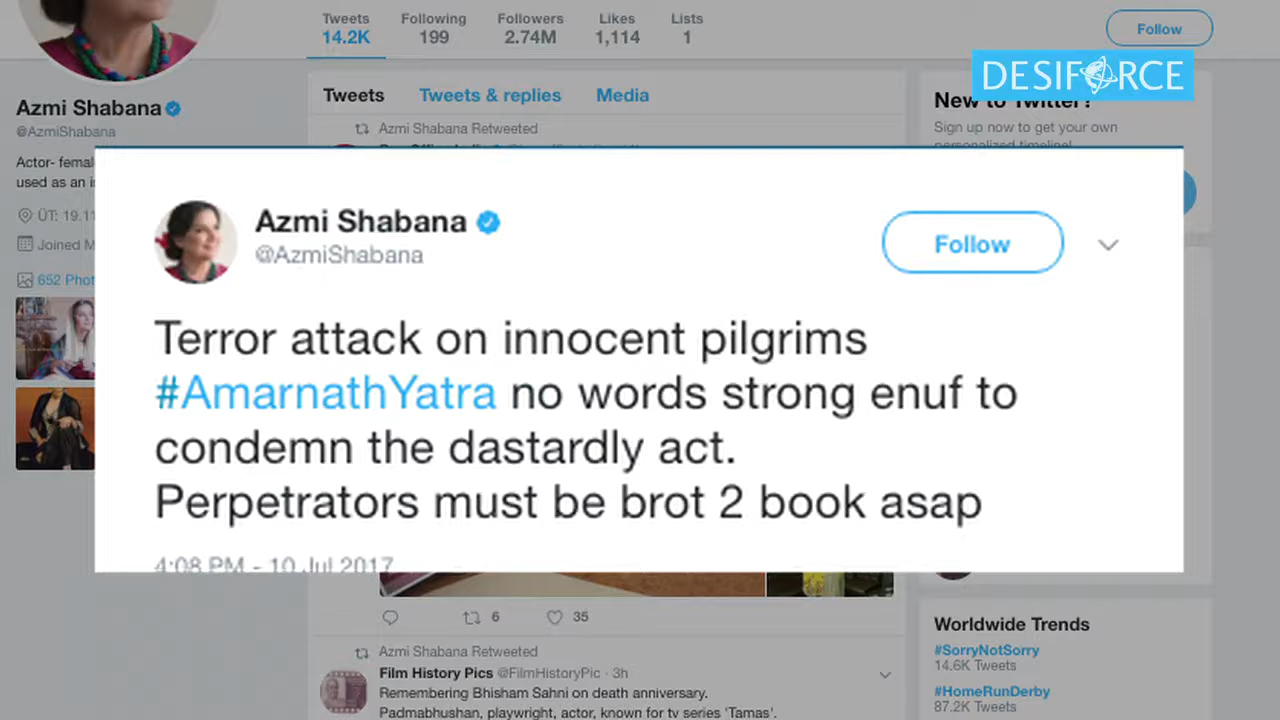 Tweets Following Followers Likes Lists
14.2K 199 2.74M 1,114 1
Follow
DESIFORCE
Tweets Tweets & replies Media
New to Twitter?
Sign up now to get your own
personalized timeline!
Azmi Shabana
@AzmiShabana
Azmi Shabana Retweeted
Actor- femal
used as an i
Joined M
652 Phot
Azmi Shabana
@AzmiShabana
Follow
Terror attack on innocent pilgrims
#AmarnathYatra no words strong enuf to
condemn the dastardly act.
Perpetrators must be brot 2 book asap
4:08 PM - 10 Jul 2017
6 35
Azmi Shabana Retweeted
Film History Pics @FilmHistoryPic · 3h
Remembering Bhisham Sahni on death anniversary.
Padmabhushan, playwright, actor, known for tv series 'Tamas'.
Worldwide Trends
#SorryNotSorry
14.6K Tweets
#HomeRunDerby
87.2K Tweets